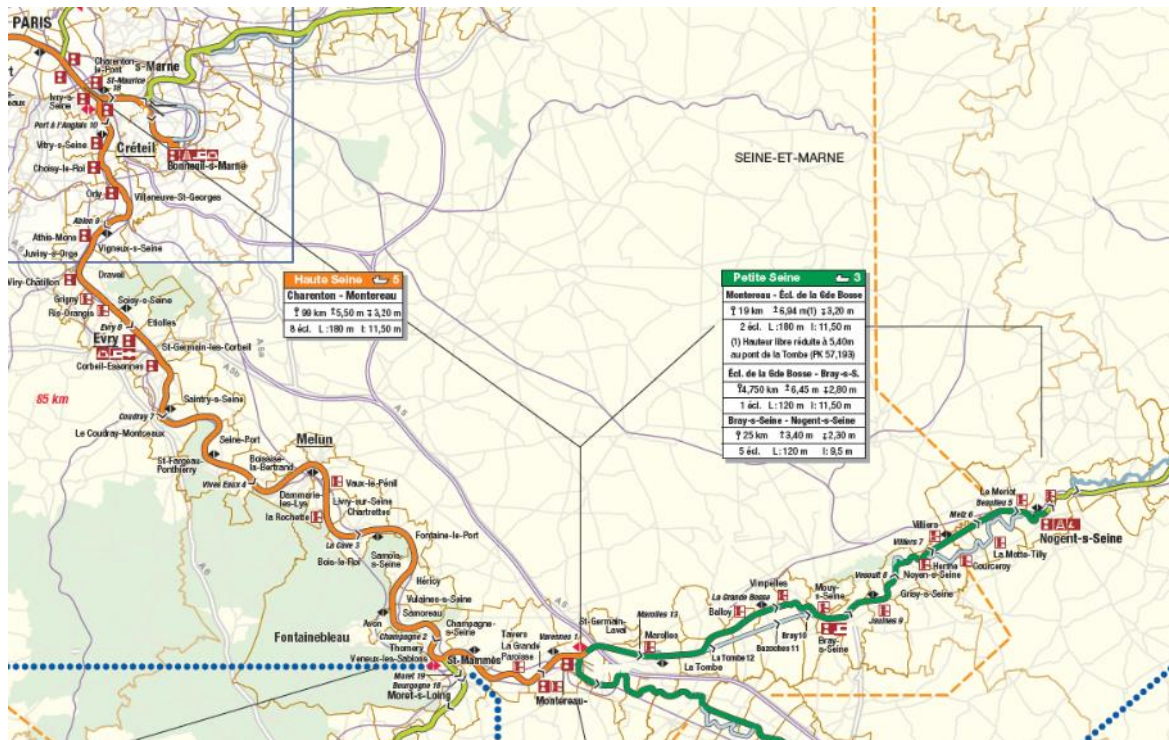 PARIS
Charenton-
le-Pont
s-Marne
St-Maurice
18
Ivry-s-
Seine
Port à l'Anglais 10
Vitry-s-Seine
Créteil
Bonneuil-s-Marne
Choisy-le-Roi
Orly
Villeneuve-St-Georges
Ablon 9
Athis-Mons
Vigneux-s-Seine
Juvisy-s-Orge
Draveil
Viry-Châtillon
Grigny
Soisy-s-Seine
Ris-Orangis
Etiolles
Evry 8
Evry
St-Germain-les-Corbeil
Corbeil-Essonnes
85 km
Saintry-s-Seine
Coudray 7
Le Coudray-Montceaux
Seine-Port
St-Fargeau-
Ponthierry
Boissise-
la-Bertrand
Vives Eaux 4
Melun
Vaux-le-Pénil
Dammarie-
les-Lys
Livry-sur-Seine
Chartrettes
la Rochette
La Cave 3
Fontaine-le-Port
Bois-le-Roi
Samois-
s-Seine
Héricy
Vulaines-s-Seine
Samoreau
Avon
Fontainebleau
Champagne 2
Champagne-
s-Seine
Thomery
Veneux-les-Sablons
St-Mammès
Moret 19
Bourgogne 18
Moret-s-Loing
Tavers
La Grande
Paroisse
Varennes 1
Montereau-
A5a
A5b
A5
A5
A6
SEINE-ET-MARNE
Haute Seine 5
Charenton - Montereau
99 km 5,50 m 3,20 m
8 écl. L :180 m l: 11,50 m
Petite Seine 3
Montereau - Écl. de la Gde Bosse
19 km 6,94 m(1) 3,20 m
2 écl. L :180 m l: 11,50 m
(1) Hauteur libre réduite à 5,40m
au pont de la Tombe (PK 57,193)
Écl. de la Gde Bosse - Bray-s-S.
4,750 km 6,45 m 2,80 m
1 écl. L :120 m l: 11,50 m
Bray-s-Seine - Nogent-s-Seine
25 km 3,40 m 2,30 m
5 écl. L :120 m l: 9,5 m
St-Germain-
Laval
Marolles 13
Marolles
La Tombe
La Tombe 12
Balloy
La Grande Bosse
Vimpelles
Bazoches 11
Bray 10
Mouy-
s-Seine
Bray-
s-Seine
Jaulnes 9
Vesoult 8
Grisy-s-Seine
Noyen-s-Seine
Hermé
Villiers 7
Villiers
Courceroy
Melz 6
La Motte-Tilly
Beaulieu 5
Le Meriot
Nogent-s-Seine